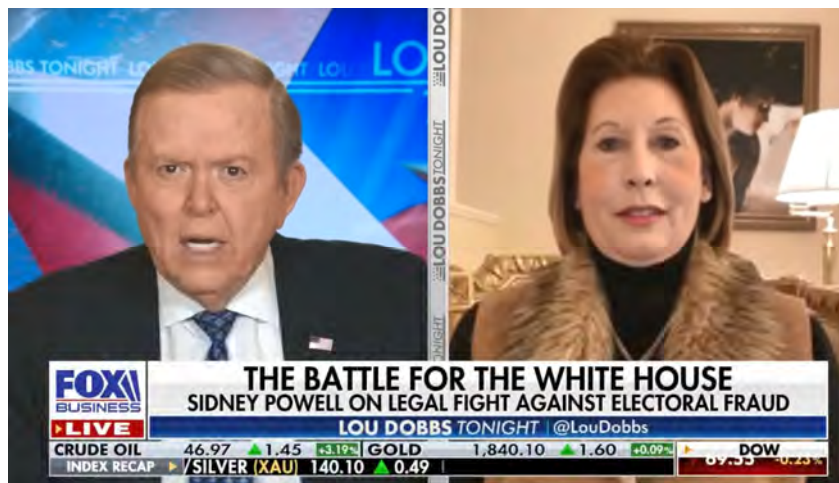 BBS TONIGHT
LO
LOU DOBBS TONIGHT
FOX
BUSINESS
LIVE
THE BATTLE FOR THE WHITE HOUSE
SIDNEY POWELL ON LEGAL FIGHT AGAINST ELECTORAL FRAUD
LOU DOBBS TONIGHT | @LouDobbs
CRUDE OIL 46.97 ▲1.45 +3.19% GOLD 1,840.10 ▲1.60 +0.09% DOW
INDEX RECAP /SILVER (XAU) 140.10 ▲ 0.49